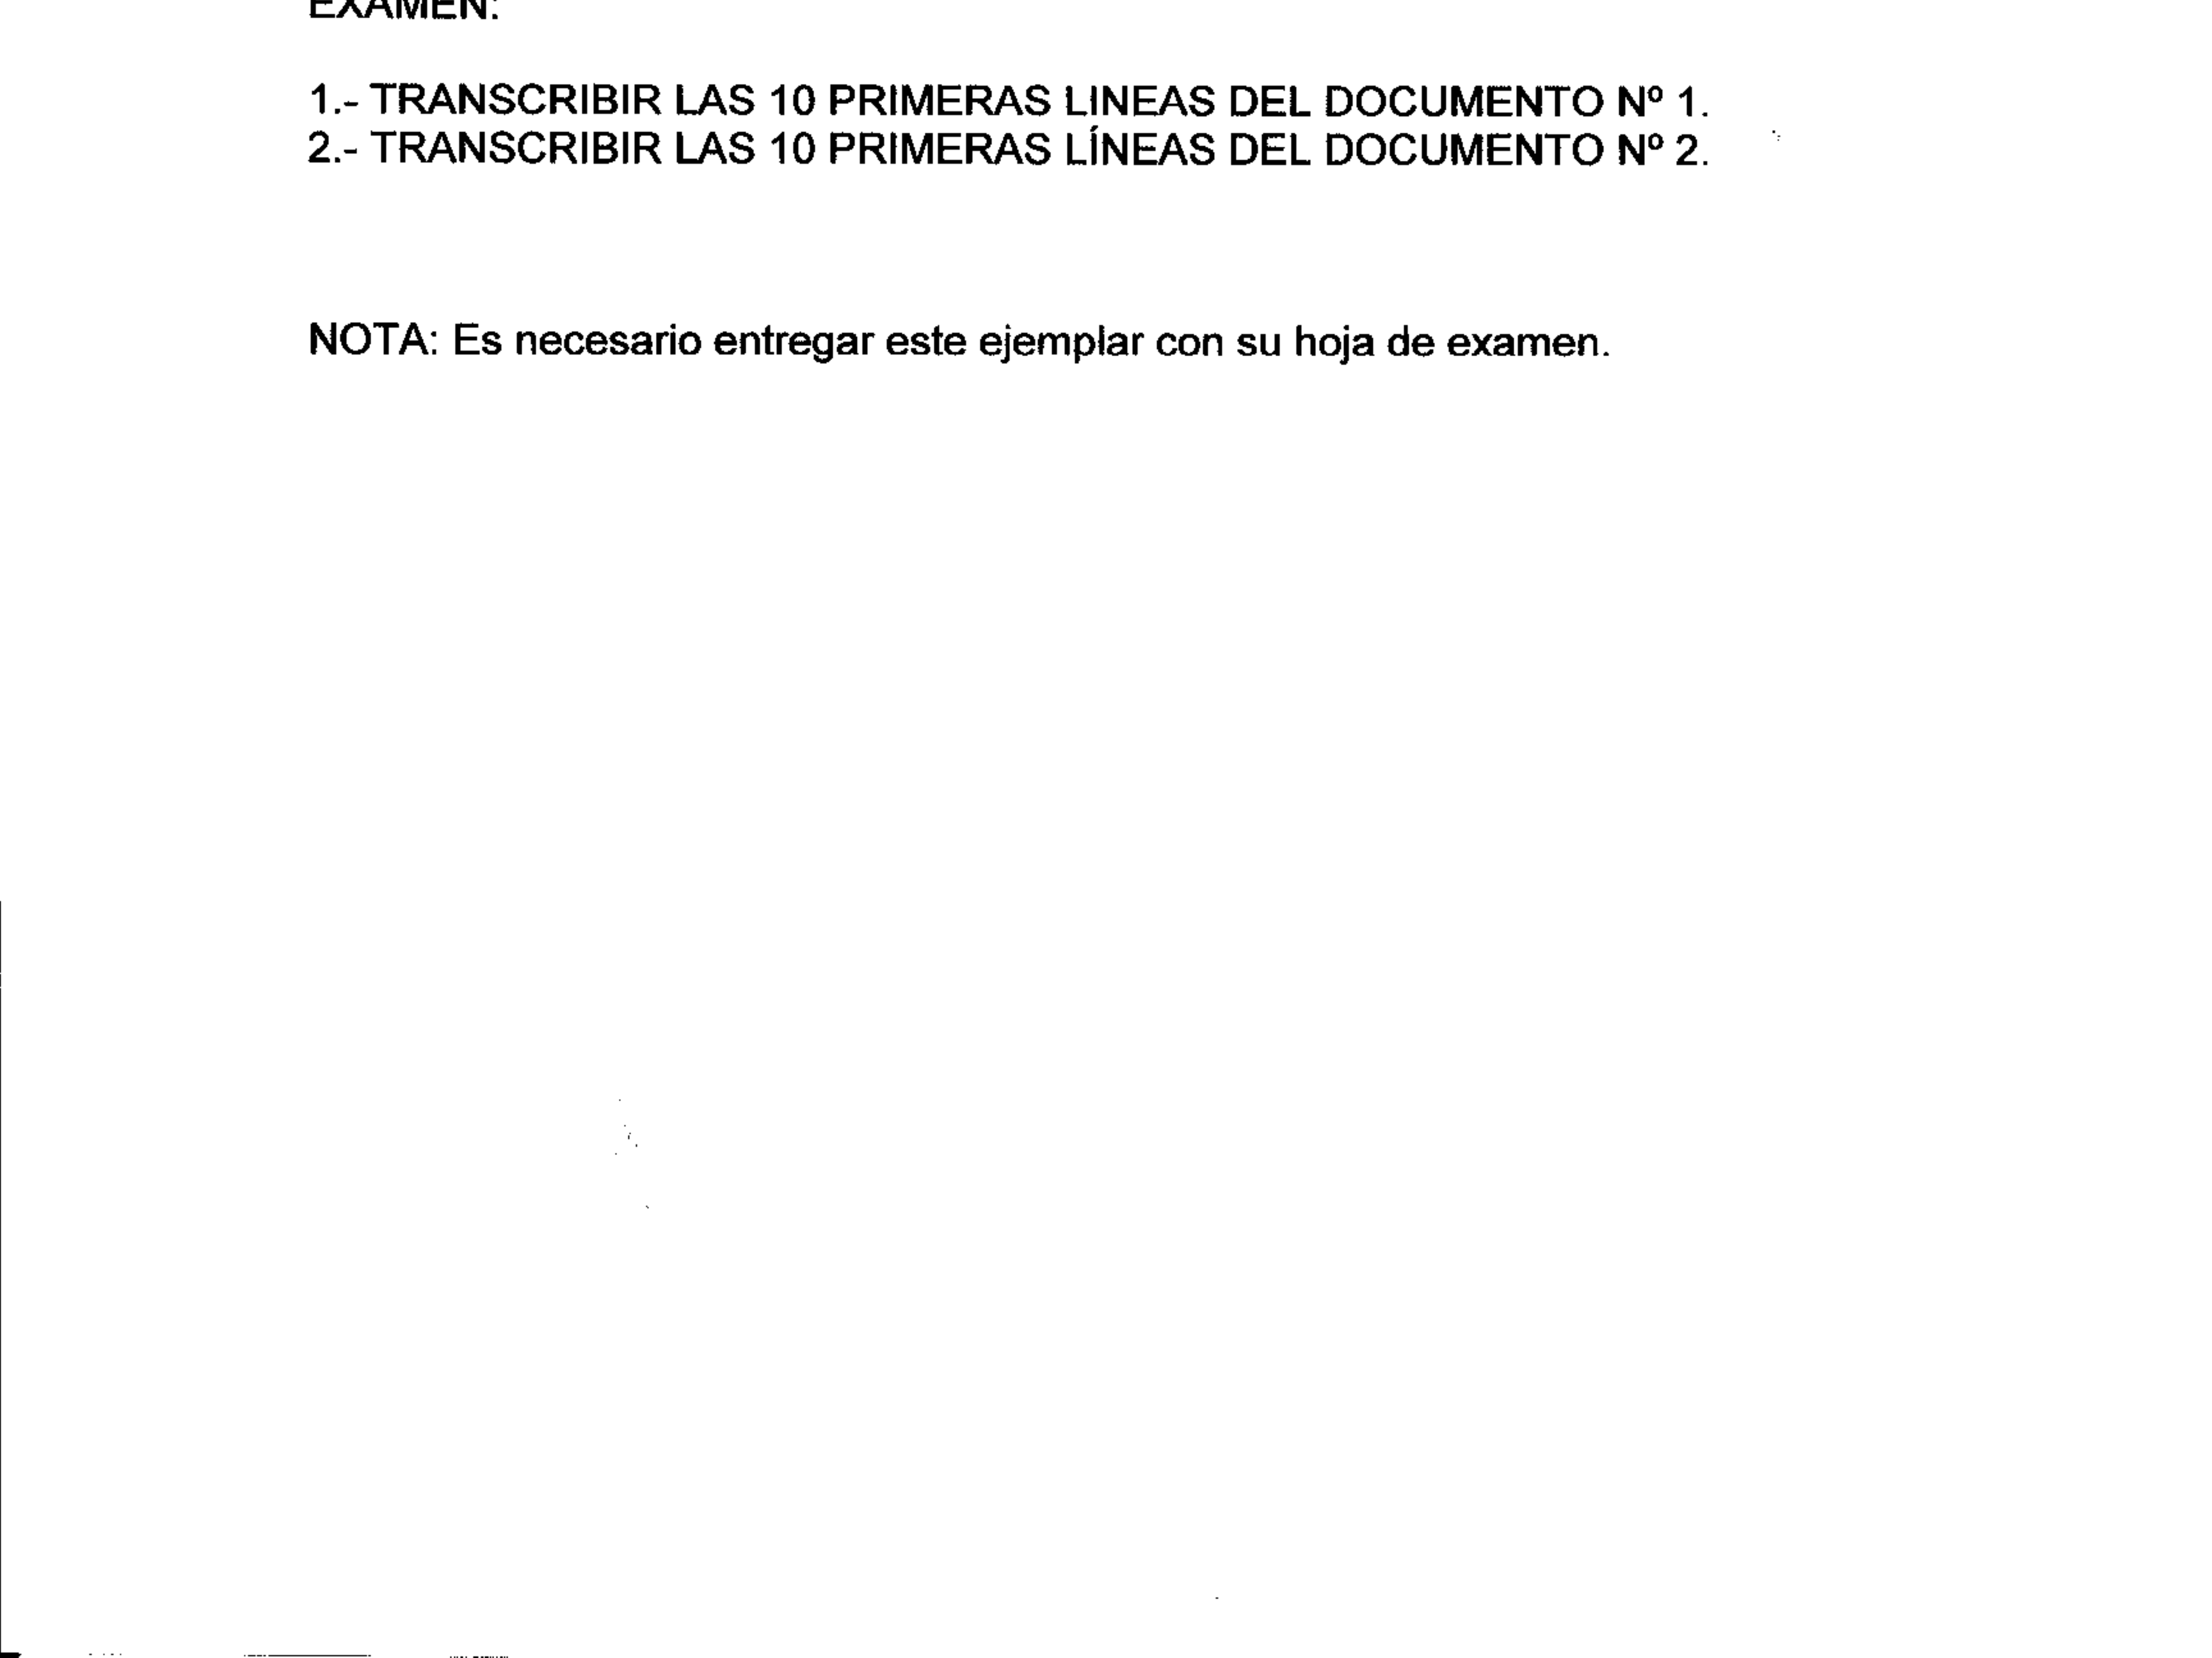 EXAMEN:
1.- TRANSCRIBIR LAS 10 PRIMERAS LINEAS DEL DOCUMENTO Nº 1.
2.- TRANSCRIBIR LAS 10 PRIMERAS LÍNEAS DEL DOCUMENTO Nº 2.
NOTA: Es necesario entregar este ejemplar con su hoja de examen.